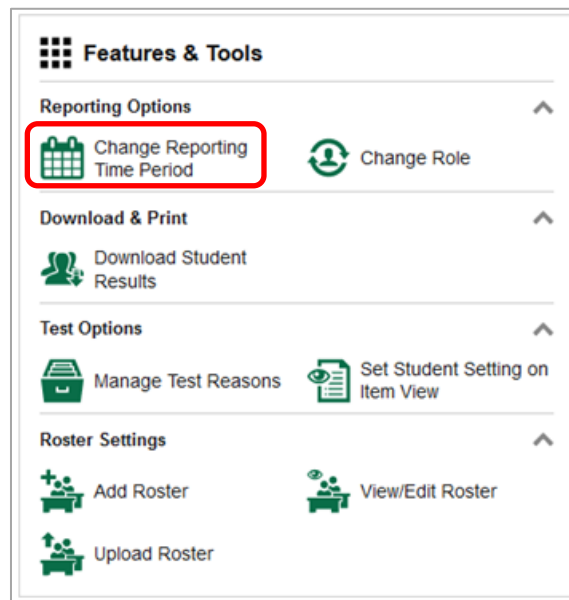 Features & Tools
Reporting Options
Change Reporting
Time Period
Change Role
Download & Print
Download Student
Results
Test Options
Manage Test Reasons
Set Student Setting on
Item View
Roster Settings
Add Roster
View/Edit Roster
Upload Roster